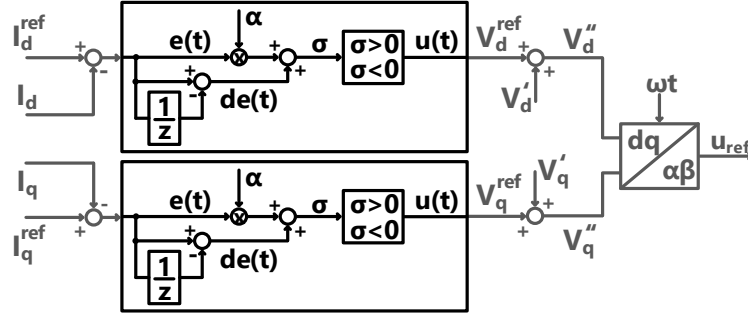 α
I_d^ref
e(t)
σ
σ>0
σ<0
u(t)
V_d^ref
V_d″
I_d
1/z
de(t)
V_d′
ωt
dq
αβ
u_ref
I_q
α
V_q′
e(t)
σ
σ>0
σ<0
u(t)
V_q^ref
I_q^ref
1/z
de(t)
V_q″